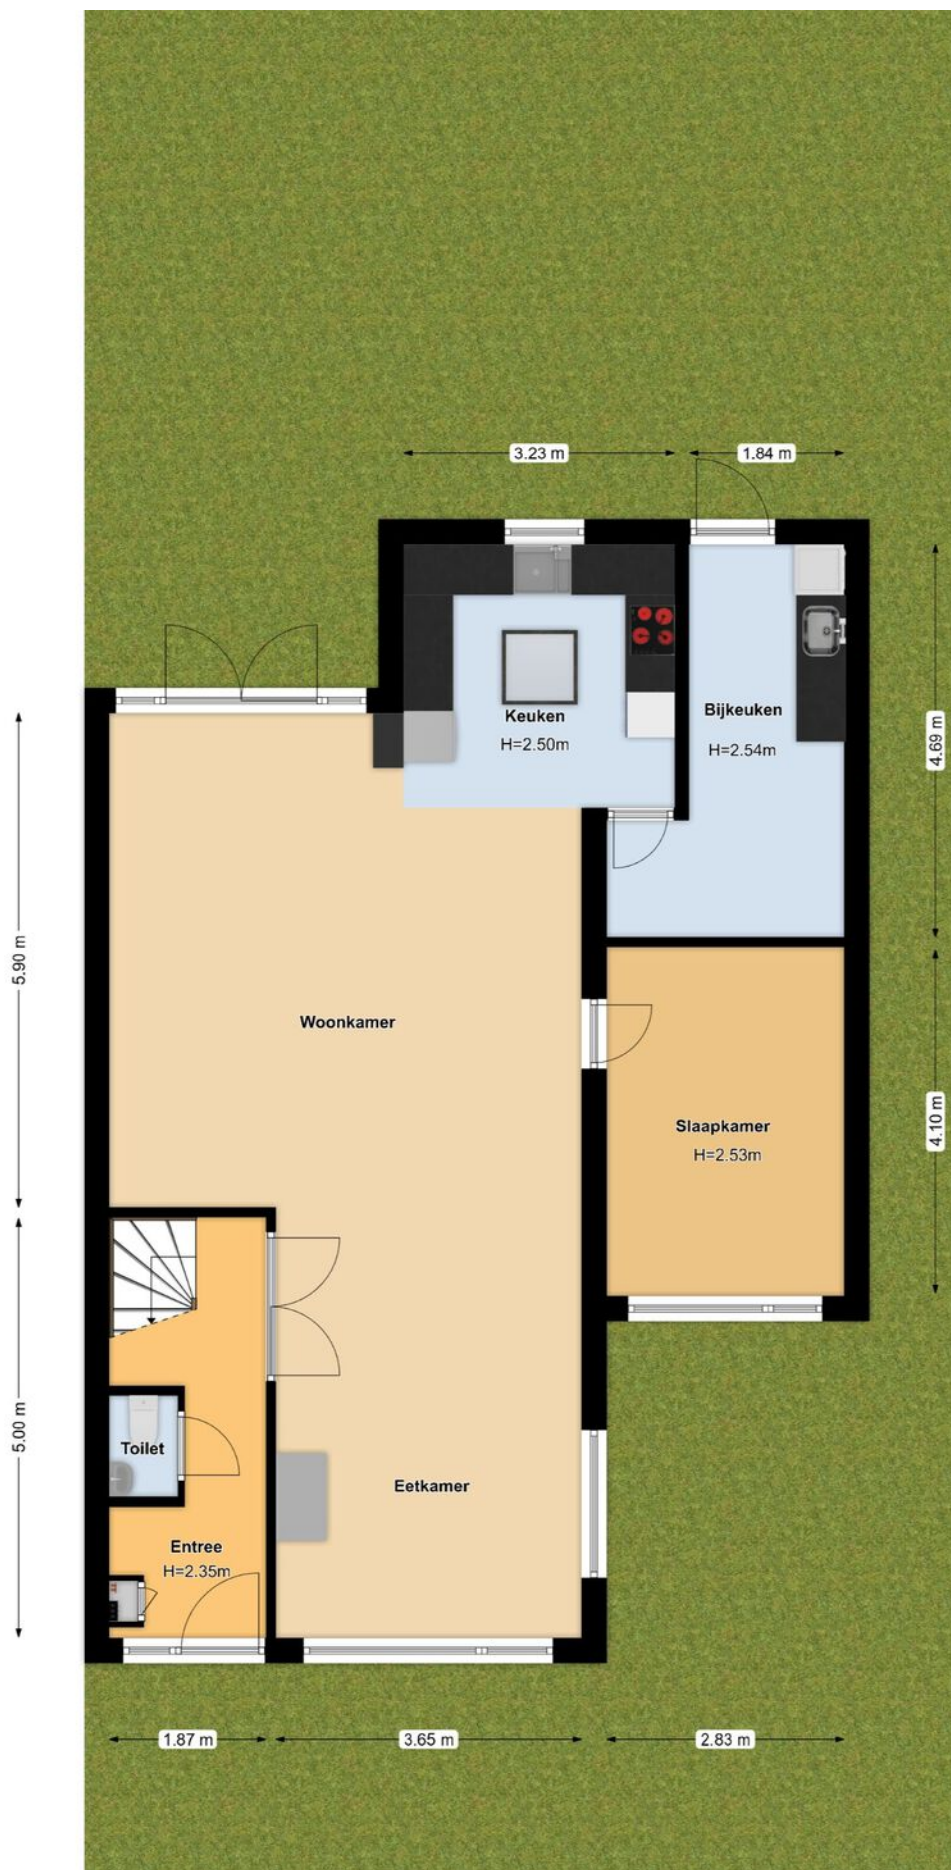 3.23 m
1.84 m
Keuken
H=2.50m
Bijkeuken
H=2.54m
4.69 m
5.90 m
Woonkamer
4.10 m
Slaapkamer
H=2.53m
5.00 m
Toilet
Eetkamer
Entree
H=2.35m
1.87 m
3.65 m
2.83 m